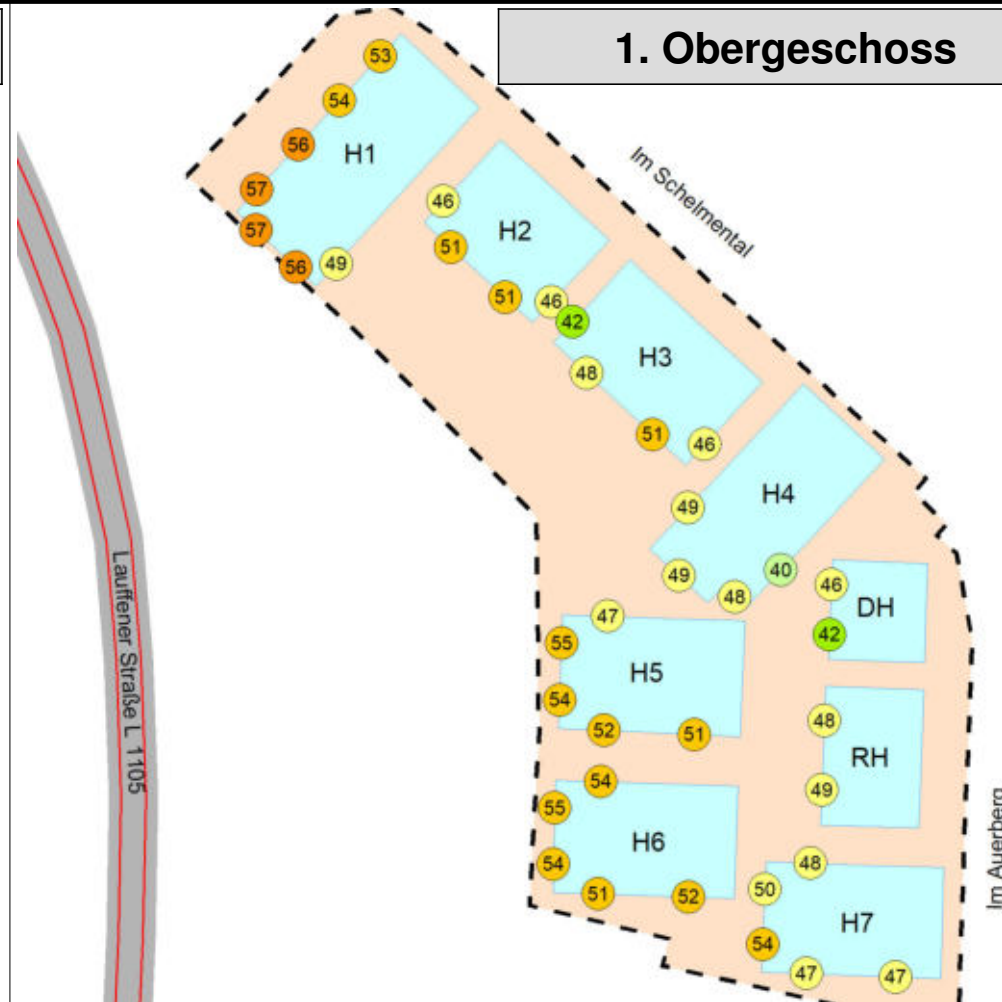 1. Obergeschoss
53
54
56
H1
57
57
56
49
Im Schelmental
46
H2
51
51
46
42
H3
48
51
46
H4
49
49
48
40
46
DH
42
47
55
H5
54
52
51
48
RH
49
54
55
H6
54
51
52
48
50
H7
54
47
47
Lauffener Straße L 1105
Im Auerberg